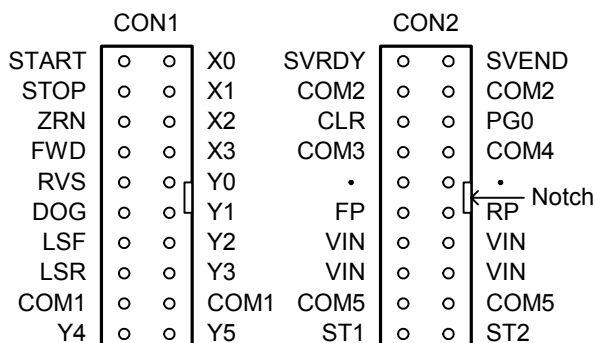 CON1 CON2
START X0 SVRDY SVEND
STOP X1 COM2 COM2
ZRN X2 CLR PG0
FWD X3 COM3 COM4
RVS Y0 • •
Notch
DOG Y1 FP RP
LSF Y2 VIN VIN
LSR Y3 VIN VIN
COM1 COM1 COM5 COM5
Y4 Y5 ST1 ST2